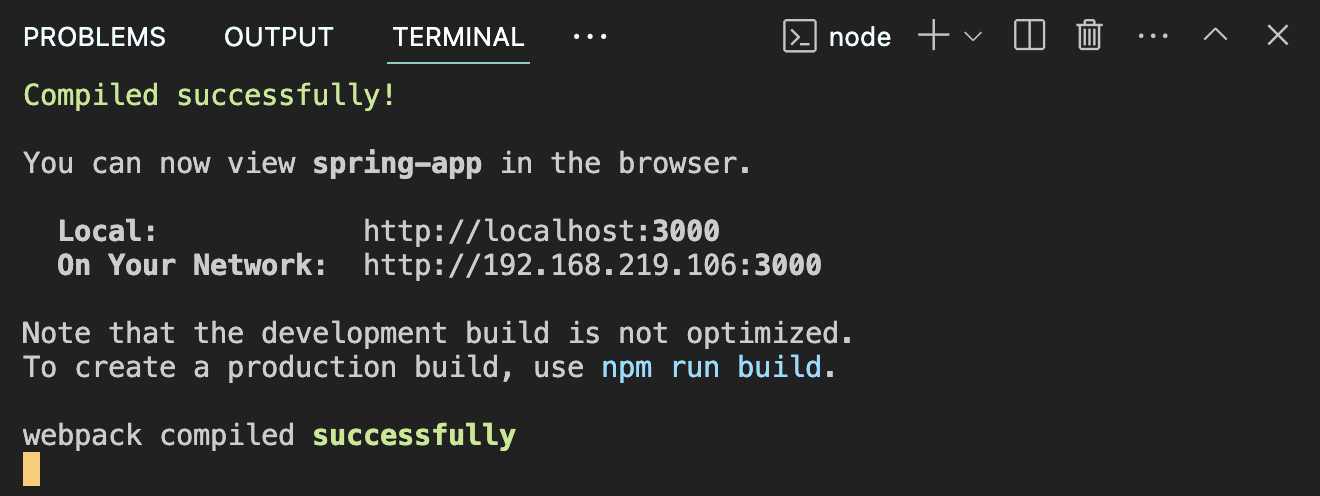 PROBLEMS OUTPUT TERMINAL ··· node
Compiled successfully!
You can now view spring-app in the browser.
Local: http://localhost:3000
On Your Network: http://192.168.219.106:3000
Note that the development build is not optimized.
To create a production build, use npm run build.
webpack compiled successfully